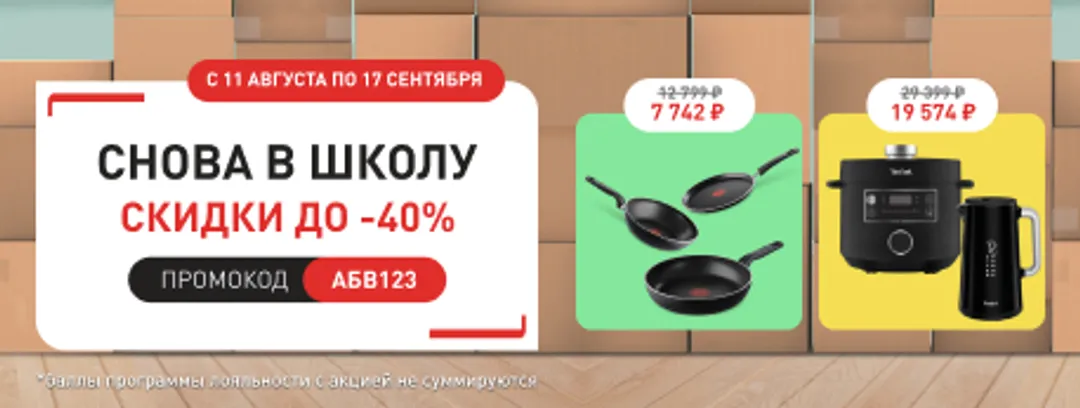 С 11 АВГУСТА ПО 17 СЕНТЯБРЯ
СНОВА В ШКОЛУ
СКИДКИ ДО -40%
ПРОМОКОД АБВ123
12 799 ₽
7 742 ₽
29 399 ₽
19 574 ₽
Tefal
*баллы программы лояльности с акцией не суммируются